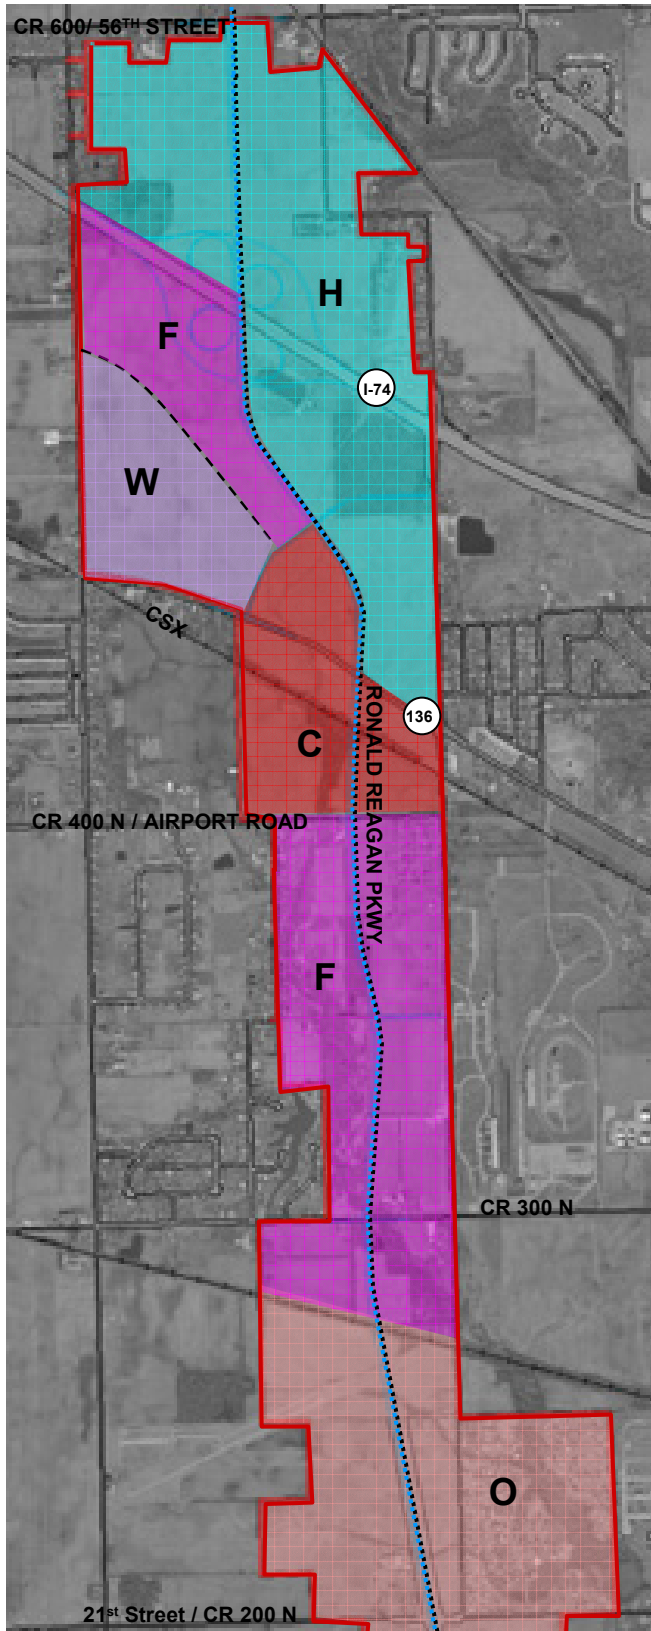 CR 600/ 56TH STREET
H
F
I-74
W
CSX
136
RONALD REAGAN PKWY.
C
CR 400 N / AIRPORT ROAD
F
CR 300 N
O
21st Street / CR 200 N